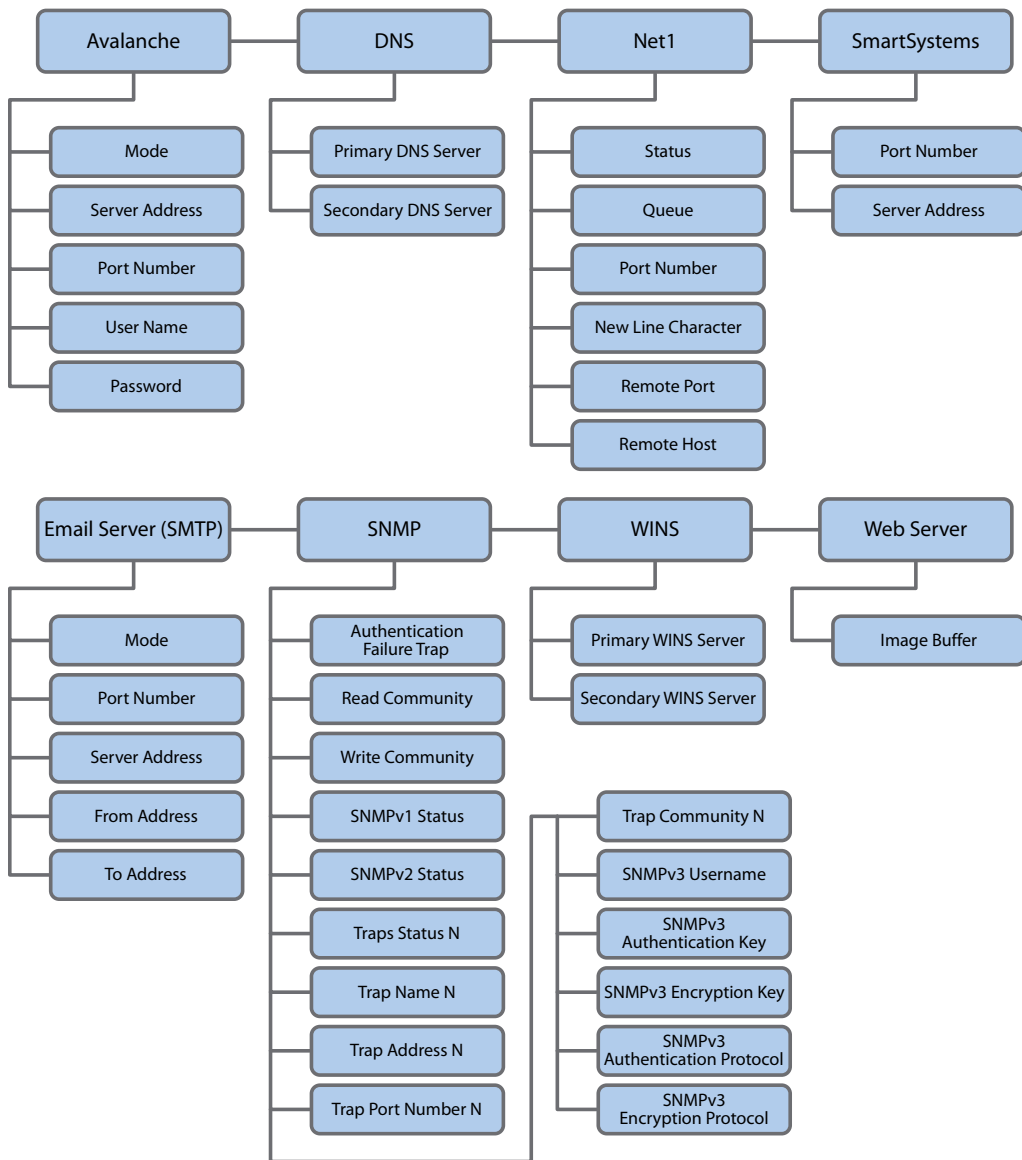 Avalanche
DNS
Net1
SmartSystems
Mode
Server Address
Port Number
User Name
Password
Primary DNS Server
Secondary DNS Server
Status
Queue
Port Number
New Line Character
Remote Port
Remote Host
Port Number
Server Address
Email Server (SMTP)
SNMP
WINS
Web Server
Mode
Port Number
Server Address
From Address
To Address
Authentication
Failure Trap
Read Community
Write Community
SNMPv1 Status
SNMPv2 Status
Traps Status N
Trap Name N
Trap Address N
Trap Port Number N
Trap Community N
SNMPv3 Username
SNMPv3
Authentication Key
SNMPv3 Encryption Key
SNMPv3
Authentication Protocol
SNMPv3
Encryption Protocol
Primary WINS Server
Secondary WINS Server
Image Buffer